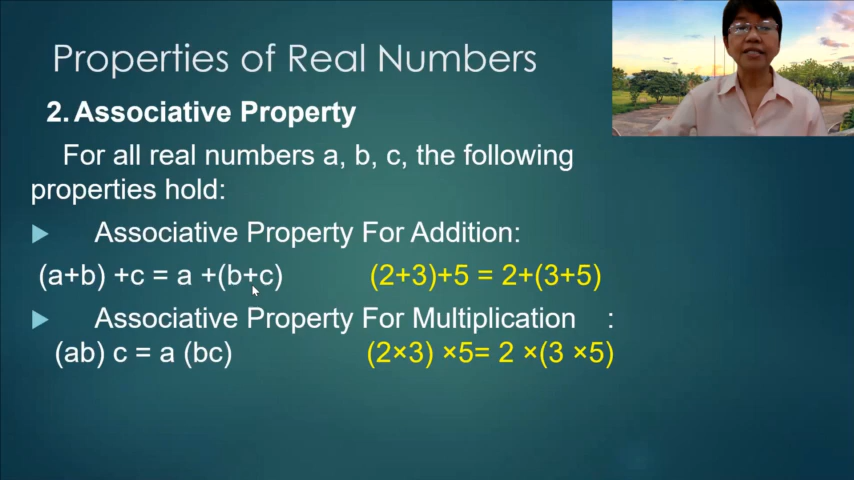 Properties of Real Numbers
2. Associative Property
For all real numbers a, b, c, the following
properties hold:
Associative Property For Addition:
(a+b) +c = a +(b+c) (2+3)+5 = 2+(3+5)
Associative Property For Multiplication :
(ab) c = a (bc) (2×3) ×5= 2 ×(3 ×5)